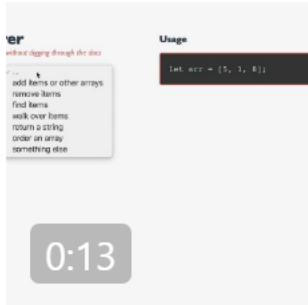 er
Usage
without digging through the docs
let arr = [5, 1, 8];
add items or other arrays
remove items
find items
walk over items
return a string
order an array
something else
0:13